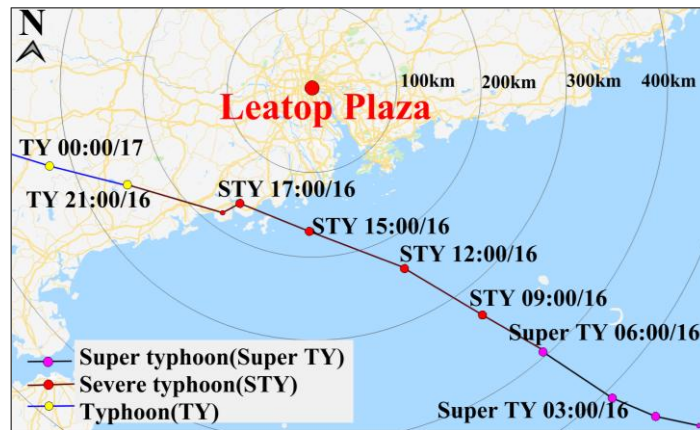 N
100km
200km
300km
400km
Leatop Plaza
TY 00:00/17
TY 21:00/16
STY 17:00/16
STY 15:00/16
STY 12:00/16
STY 09:00/16
Super TY 06:00/16
Super TY 03:00/16
Super typhoon(Super TY)
Severe typhoon(STY)
Typhoon(TY)